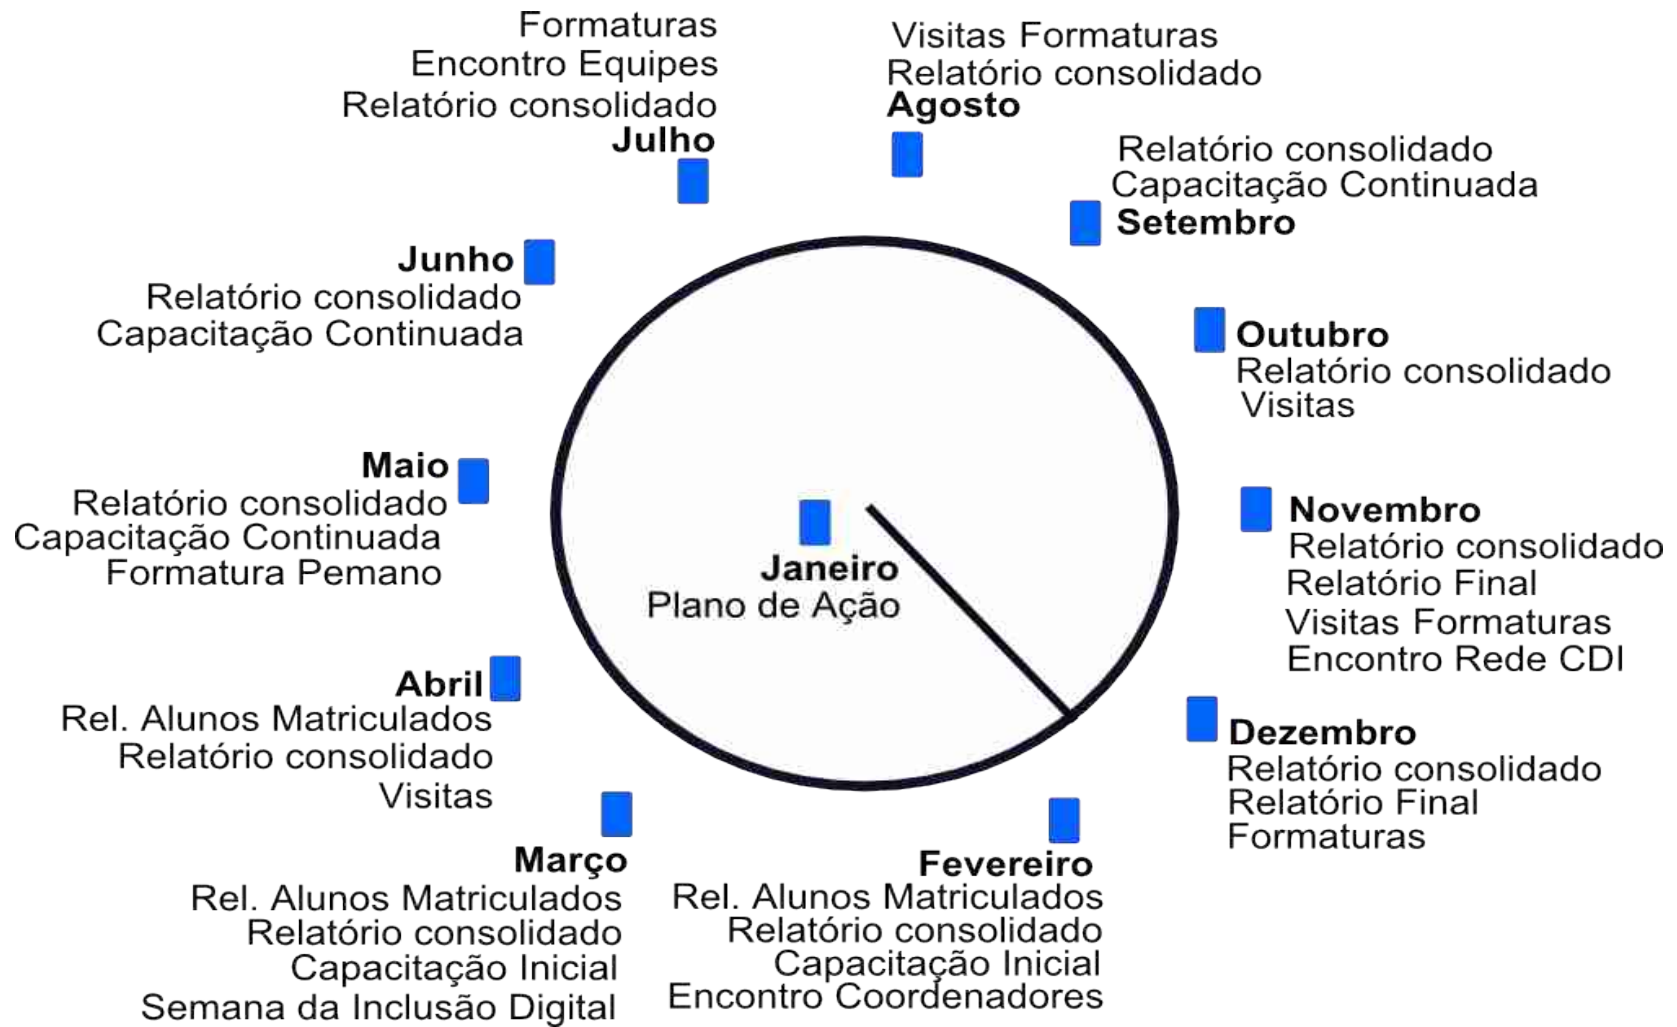 Formaturas
Encontro Equipes
Relatório consolidado
Julho
Visitas Formaturas
Relatório consolidado
Agosto
Relatório consolidado
Capacitação Continuada
Setembro
Junho
Relatório consolidado
Capacitação Continuada
Outubro
Relatório consolidado
Visitas
Maio
Relatório consolidado
Capacitação Continuada
Formatura Pemano
Janeiro
Plano de Ação
Novembro
Relatório consolidado
Relatório Final
Visitas Formaturas
Encontro Rede CDI
Abril
Rel. Alunos Matriculados
Relatório consolidado
Visitas
Dezembro
Relatório consolidado
Relatório Final
Formaturas
Março
Rel. Alunos Matriculados
Relatório consolidado
Capacitação Inicial
Semana da Inclusão Digital
Fevereiro
Rel. Alunos Matriculados
Relatório consolidado
Capacitação Inicial
Encontro Coordenadores